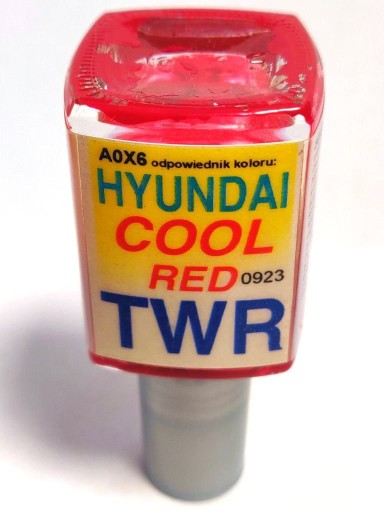 A0X6 odpowiednik koloru:
HYUNDAI
COOL
RED 0923
TWR